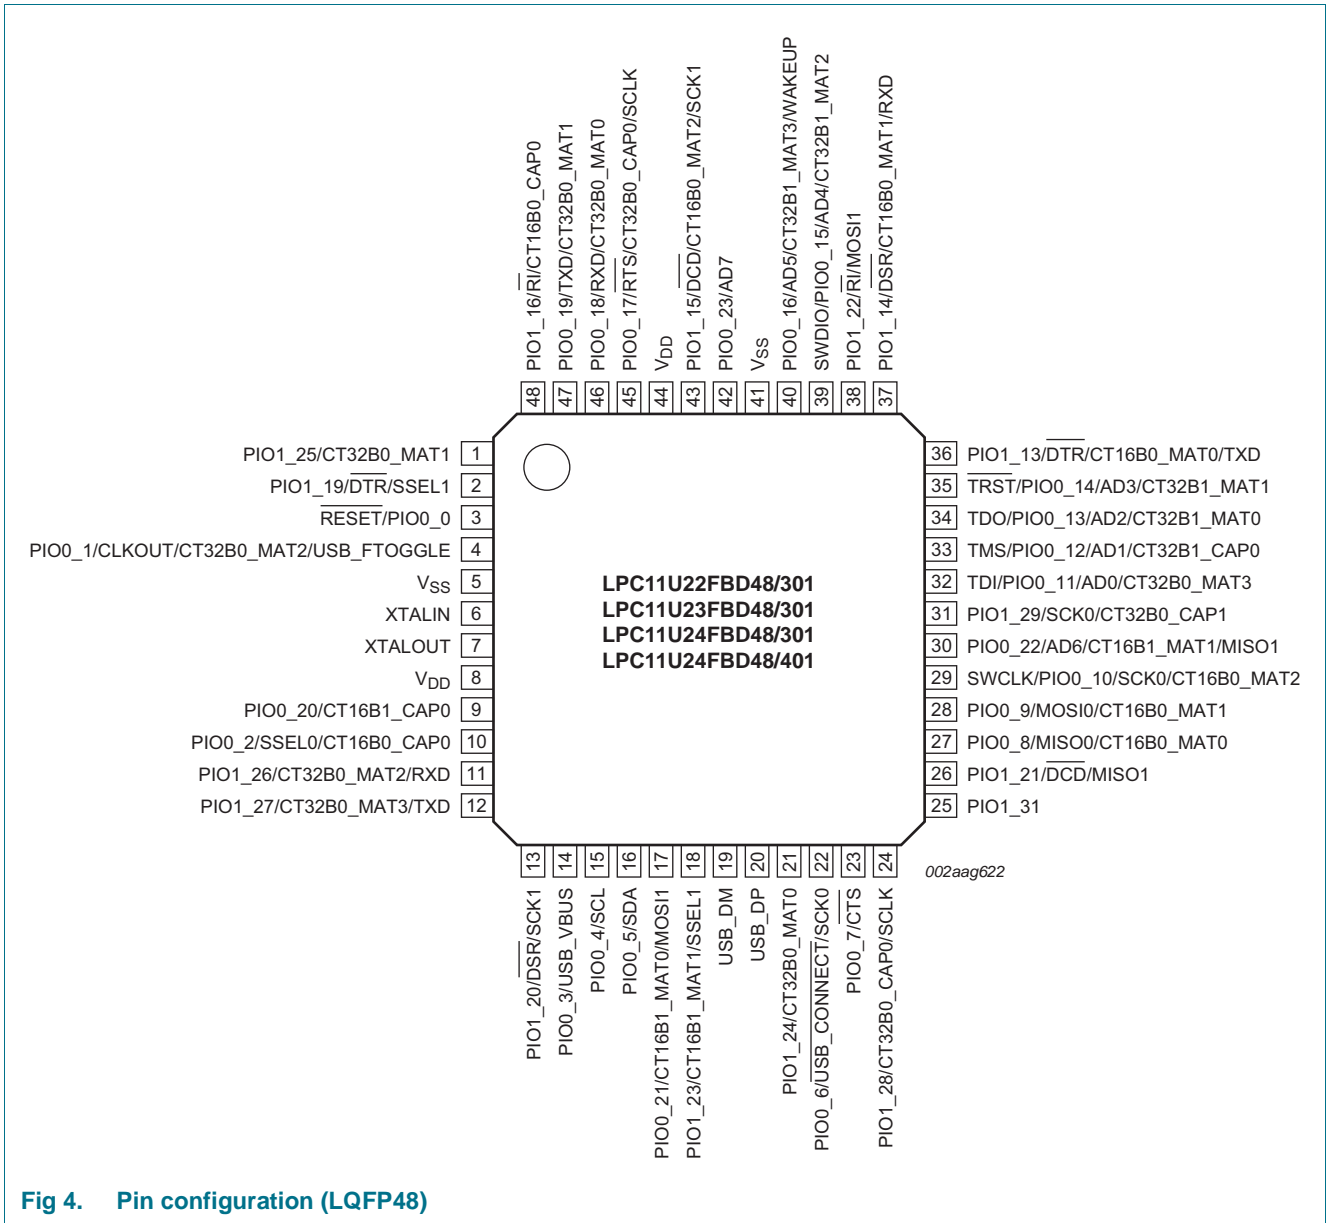 PIO1_16/RI/CT16B0_CAP0
PIO0_19/TXD/CT32B0_MAT1
PIO0_18/RXD/CT32B0_MAT0
PIO0_17/RTS/CT32B0_CAP0/SCLK
VDD
PIO1_15/DCD/CT16B0_MAT2/SCK1
PIO0_23/AD7
VSS
PIO0_16/AD5/CT32B1_MAT3/WAKEUP
SWDIO/PIO0_15/AD4/CT32B1_MAT2
PIO1_22/RI/MOSI1
PIO1_14/DSR/CT16B0_MAT1/RXD
48
47
46
45
44
43
42
41
40
39
38
37
PIO1_25/CT32B0_MAT1 1
PIO1_19/DTR/SSEL1 2
RESET/PIO0_0 3
PIO0_1/CLKOUT/CT32B0_MAT2/USB_FTOGGLE 4
VSS 5
XTALIN 6
XTALOUT 7
VDD 8
PIO0_20/CT16B1_CAP0 9
PIO0_2/SSEL0/CT16B0_CAP0 10
PIO1_26/CT32B0_MAT2/RXD 11
PIO1_27/CT32B0_MAT3/TXD 12
LPC11U22FBD48/301
LPC11U23FBD48/301
LPC11U24FBD48/301
LPC11U24FBD48/401
36 PIO1_13/DTR/CT16B0_MAT0/TXD
35 TRST/PIO0_14/AD3/CT32B1_MAT1
34 TDO/PIO0_13/AD2/CT32B1_MAT0
33 TMS/PIO0_12/AD1/CT32B1_CAP0
32 TDI/PIO0_11/AD0/CT32B0_MAT3
31 PIO1_29/SCK0/CT32B0_CAP1
30 PIO0_22/AD6/CT16B1_MAT1/MISO1
29 SWCLK/PIO0_10/SCK0/CT16B0_MAT2
28 PIO0_9/MOSI0/CT16B0_MAT1
27 PIO0_8/MISO0/CT16B0_MAT0
26 PIO1_21/DCD/MISO1
25 PIO1_31
13
14
15
16
17
18
19
20
21
22
23
24
PIO1_20/DSR/SCK1
PIO0_3/USB_VBUS
PIO0_4/SCL
PIO0_5/SDA
PIO0_21/CT16B1_MAT0/MOSI1
PIO1_23/CT16B1_MAT1/SSEL1
USB_DM
USB_DP
PIO1_24/CT32B0_MAT0
PIO0_6/USB_CONNECT/SCK0
PIO0_7/CTS
PIO1_28/CT32B0_CAP0/SCLK
002aag622
Fig 4. Pin configuration (LQFP48)